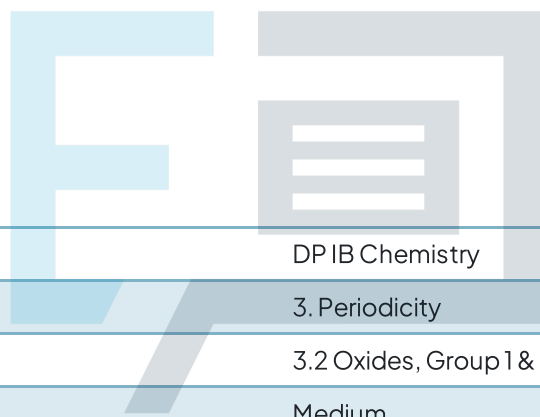 DP IB Chemistry
3. Periodicity
3.2 Oxides, Group 1 &
Medium